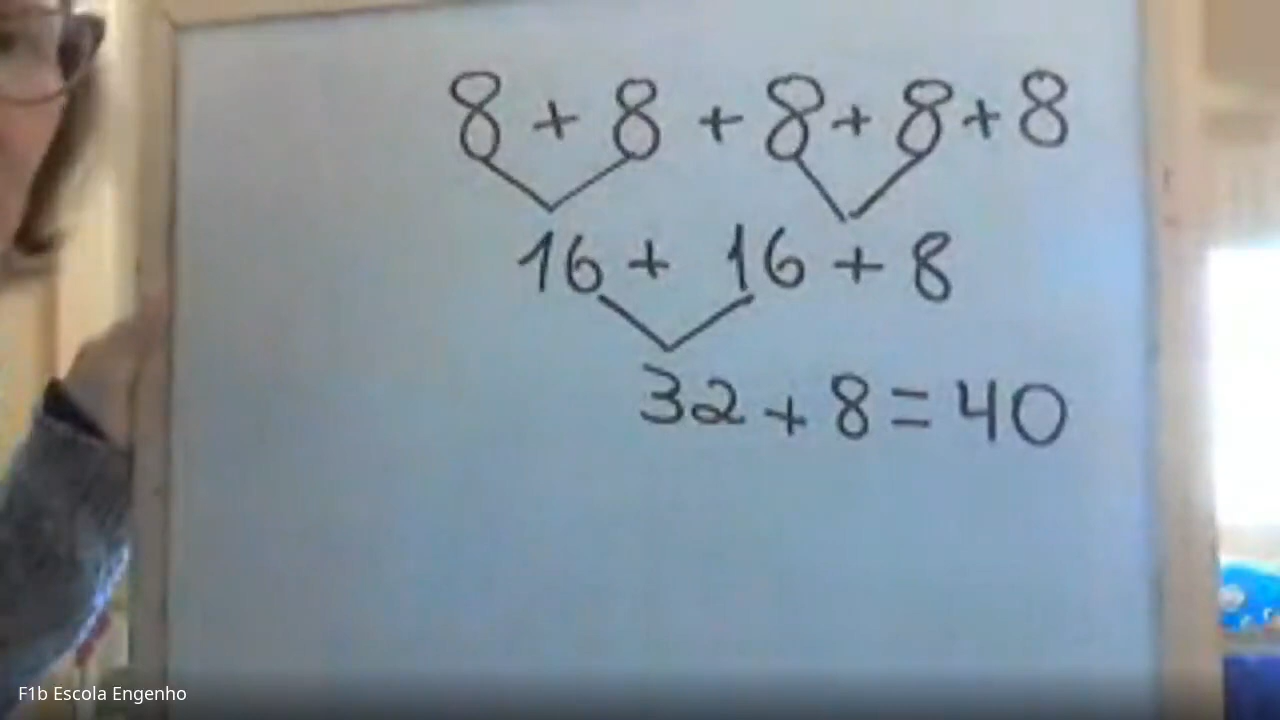 8 + 8 + 8 + 8 + 8
16 + 16 + 8
32 + 8 = 40
F1b Escola Engenho